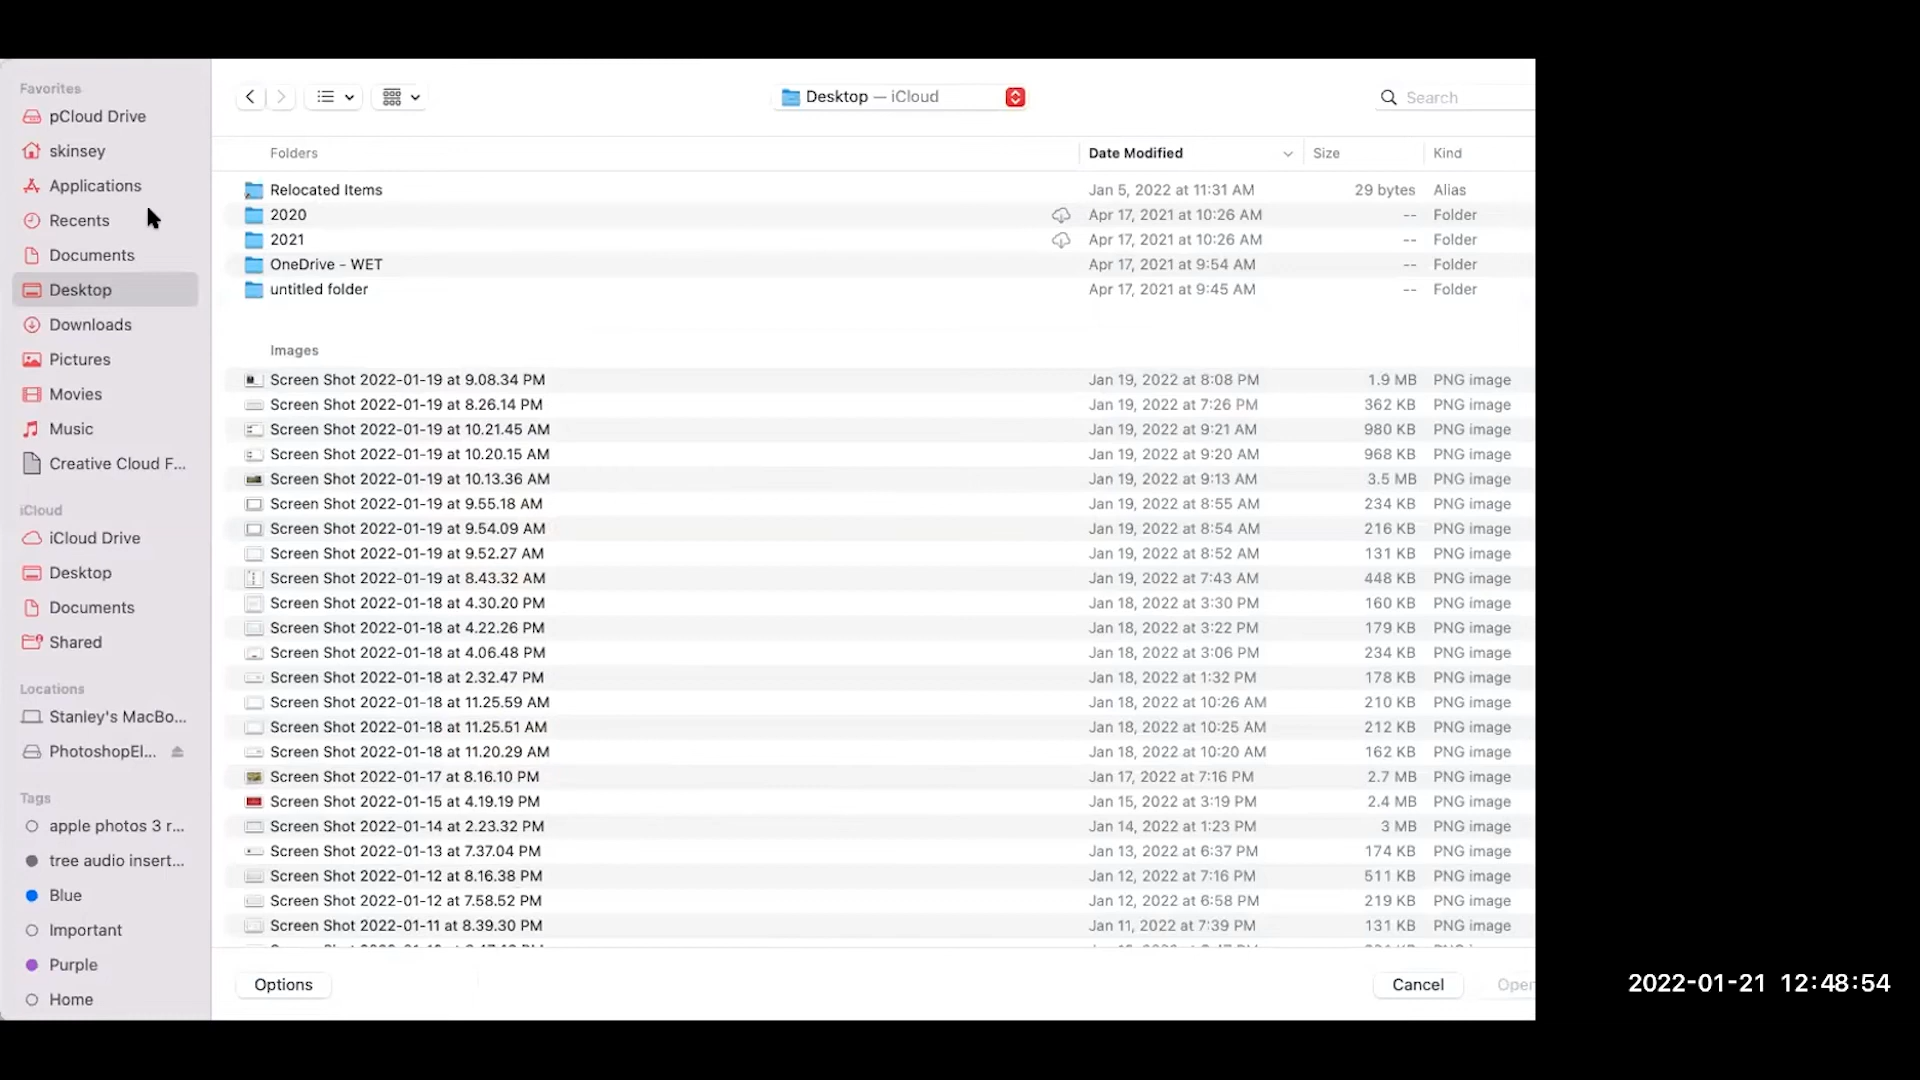 Favorites
pCloud Drive
skinsey
Applications
Recents
Documents
Desktop
Downloads
Pictures
Movies
Music
Creative Cloud F...
iCloud
iCloud Drive
Desktop
Documents
Shared
Locations
Stanley's MacBo...
PhotoshopEl...
Tags
apple photos 3 r...
tree audio insert...
Blue
Important
Purple
Home
Desktop — iCloud
Search
Folders Date Modified Size Kind
Relocated Items Jan 5, 2022 at 11:31 AM 29 bytes Alias
2020 Apr 17, 2021 at 10:26 AM -- Folder
2021 Apr 17, 2021 at 10:26 AM -- Folder
OneDrive - WET Apr 17, 2021 at 9:54 AM -- Folder
untitled folder Apr 17, 2021 at 9:45 AM -- Folder
Images
Screen Shot 2022-01-19 at 9.08.34 PM Jan 19, 2022 at 8:08 PM 1.9 MB PNG image
Screen Shot 2022-01-19 at 8.26.14 PM Jan 19, 2022 at 7:26 PM 362 KB PNG image
Screen Shot 2022-01-19 at 10.21.45 AM Jan 19, 2022 at 9:21 AM 980 KB PNG image
Screen Shot 2022-01-19 at 10.20.15 AM Jan 19, 2022 at 9:20 AM 968 KB PNG image
Screen Shot 2022-01-19 at 10.13.36 AM Jan 19, 2022 at 9:13 AM 3.5 MB PNG image
Screen Shot 2022-01-19 at 9.55.18 AM Jan 19, 2022 at 8:55 AM 234 KB PNG image
Screen Shot 2022-01-19 at 9.54.09 AM Jan 19, 2022 at 8:54 AM 216 KB PNG image
Screen Shot 2022-01-19 at 9.52.27 AM Jan 19, 2022 at 8:52 AM 131 KB PNG image
Screen Shot 2022-01-19 at 8.43.32 AM Jan 19, 2022 at 7:43 AM 448 KB PNG image
Screen Shot 2022-01-18 at 4.30.20 PM Jan 18, 2022 at 3:30 PM 160 KB PNG image
Screen Shot 2022-01-18 at 4.22.26 PM Jan 18, 2022 at 3:22 PM 179 KB PNG image
Screen Shot 2022-01-18 at 4.06.48 PM Jan 18, 2022 at 3:06 PM 234 KB PNG image
Screen Shot 2022-01-18 at 2.32.47 PM Jan 18, 2022 at 1:32 PM 178 KB PNG image
Screen Shot 2022-01-18 at 11.25.59 AM Jan 18, 2022 at 10:26 AM 210 KB PNG image
Screen Shot 2022-01-18 at 11.25.51 AM Jan 18, 2022 at 10:25 AM 212 KB PNG image
Screen Shot 2022-01-18 at 11.20.29 AM Jan 18, 2022 at 10:20 AM 162 KB PNG image
Screen Shot 2022-01-17 at 8.16.10 PM Jan 17, 2022 at 7:16 PM 2.7 MB PNG image
Screen Shot 2022-01-15 at 4.19.19 PM Jan 15, 2022 at 3:19 PM 2.4 MB PNG image
Screen Shot 2022-01-14 at 2.23.32 PM Jan 14, 2022 at 1:23 PM 3 MB PNG image
Screen Shot 2022-01-13 at 7.37.04 PM Jan 13, 2022 at 6:37 PM 174 KB PNG image
Screen Shot 2022-01-12 at 8.16.38 PM Jan 12, 2022 at 7:16 PM 511 KB PNG image
Screen Shot 2022-01-12 at 7.58.52 PM Jan 12, 2022 at 6:58 PM 219 KB PNG image
Screen Shot 2022-01-11 at 8.39.30 PM Jan 11, 2022 at 7:39 PM 131 KB PNG image
Options
Cancel
2022-01-21 12:48:54